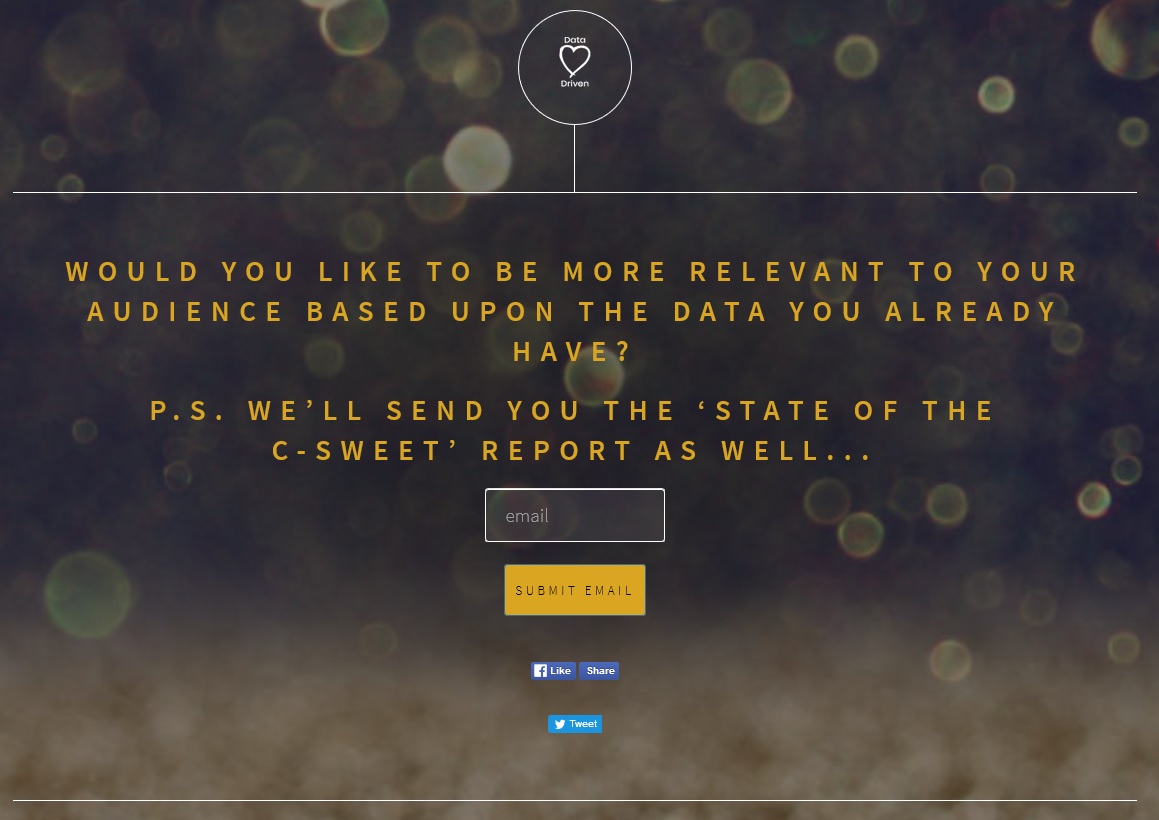 Data
Driven
WOULD YOU LIKE TO BE MORE RELEVANT TO YOUR
AUDIENCE BASED UPON THE DATA YOU ALREADY
HAVE?
P.S. WE’LL SEND YOU THE ‘STATE OF THE
C-SWEET’ REPORT AS WELL...
email
SUBMIT EMAIL
Like Share
Tweet